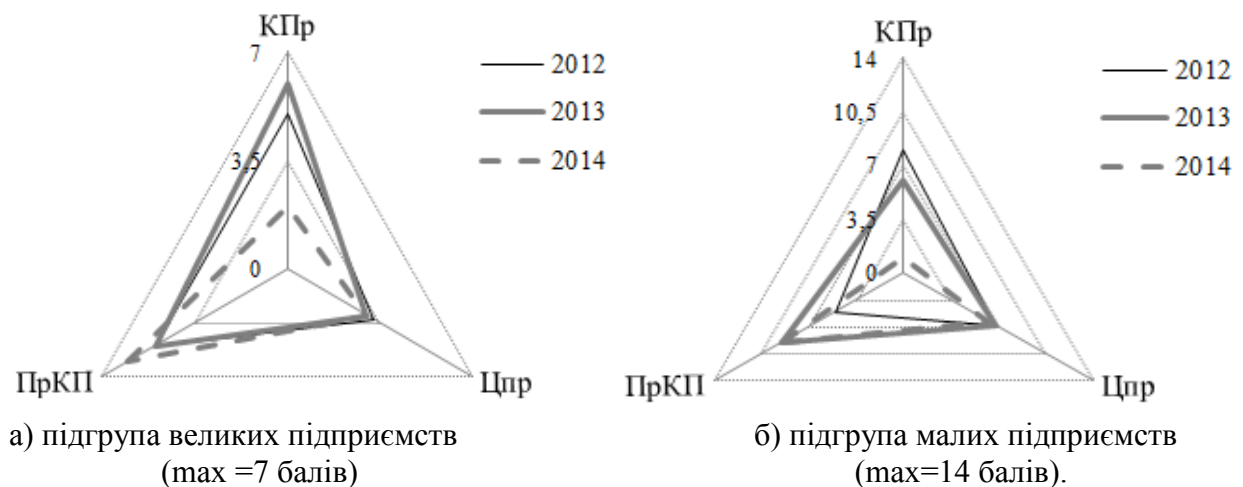 КПр
7
3,5
0
ПрКП
Цпр
2012
2013
2014
а) підгрупа великих підприємств
(max =7 балів)
КПр
14
10,5
7
3,5
0
ПрКП
Цпр
2012
2013
2014
б) підгрупа малих підприємств
(max=14 балів).